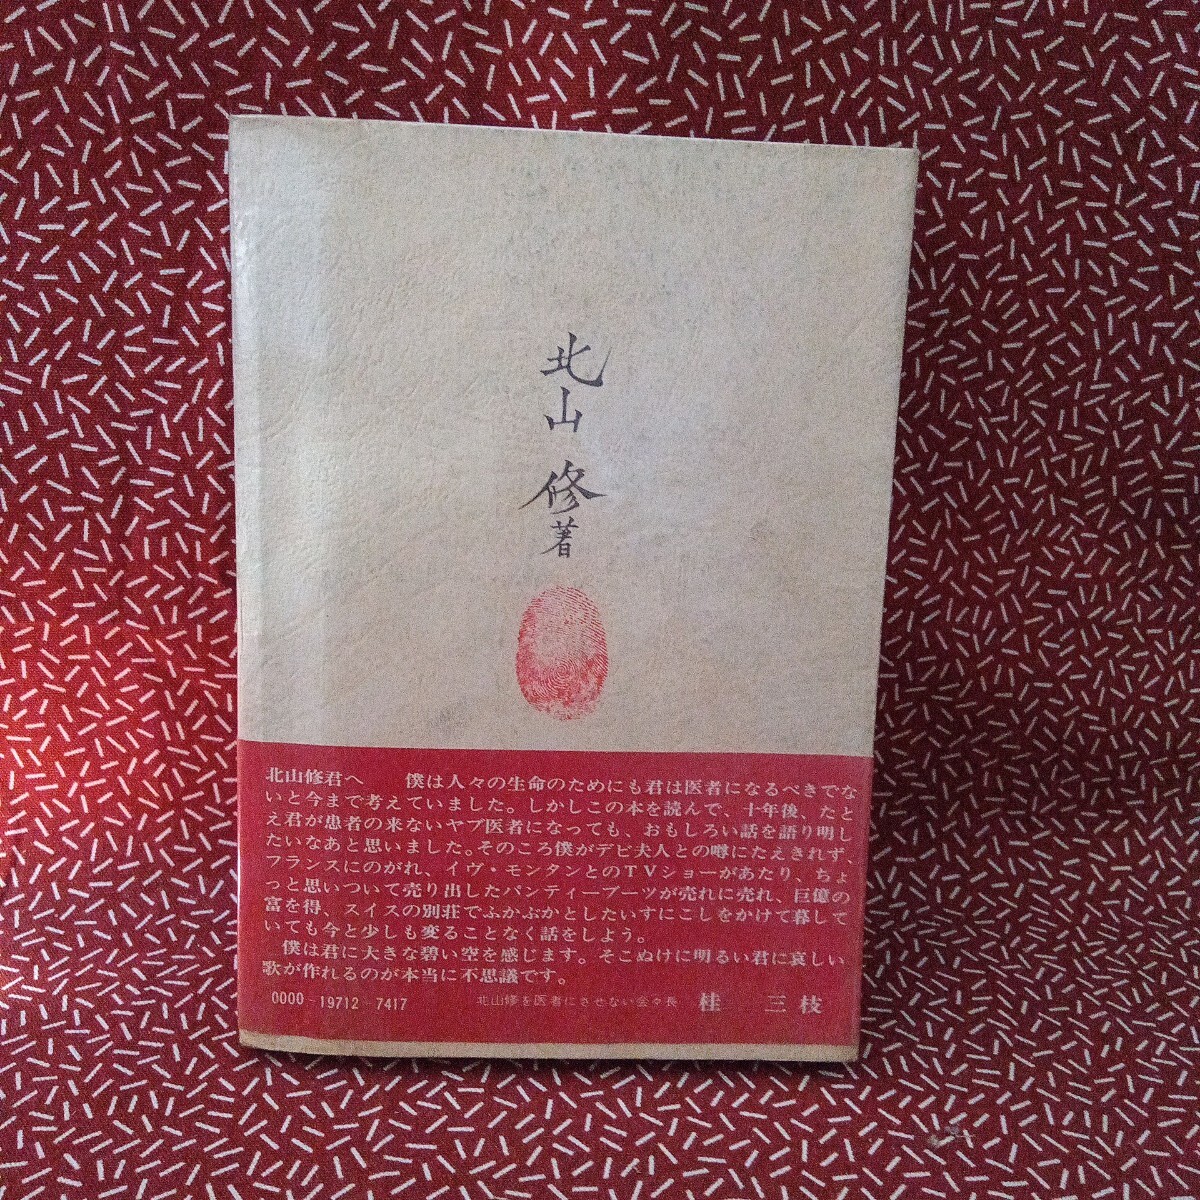 北山 修著
北山修君へ　　僕は人々の生命のためにも君は医者になるべきでな
いと今まで考えていました。しかしこの本を読んで、十年後、たと
え君が患者の来ないヤブ医者になっても、おもしろい話を語り明し
たいなあと思いました。そのころ僕がデビ夫人との噂にたえきれず、
フランスにのがれ、イヴ・モンタンとのTVショーがあたり、ちょ
っと思いついて売り出したパンティーブーツが売れに売れ、巨億の
富を得、スイスの別荘でふかぶかとしたいすにこしをかけて暮して
いても今と少しも変ることなく話をしよう。
　僕は君に大きな碧い空を感じます。そこぬけに明るい君に哀しい
歌が作れるのが本当に不思議です。
0000-19712-7417　北山修を医者にさせない会々長　桂　三枝